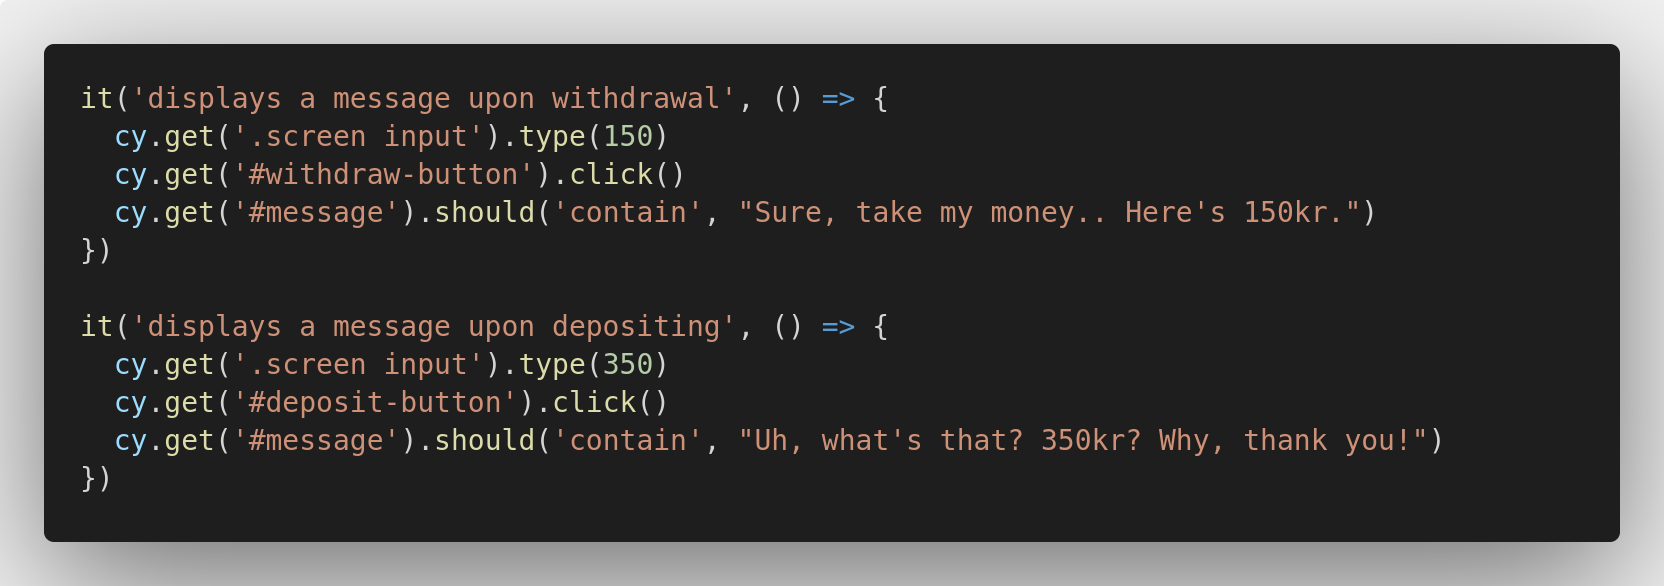 it('displays a message upon withdrawal', () => {
  cy.get('.screen input').type(150)
  cy.get('#withdraw-button').click()
  cy.get('#message').should('contain', "Sure, take my money.. Here's 150kr.")
})

it('displays a message upon depositing', () => {
  cy.get('.screen input').type(350)
  cy.get('#deposit-button').click()
  cy.get('#message').should('contain', "Uh, what's that? 350kr? Why, thank you!")
})